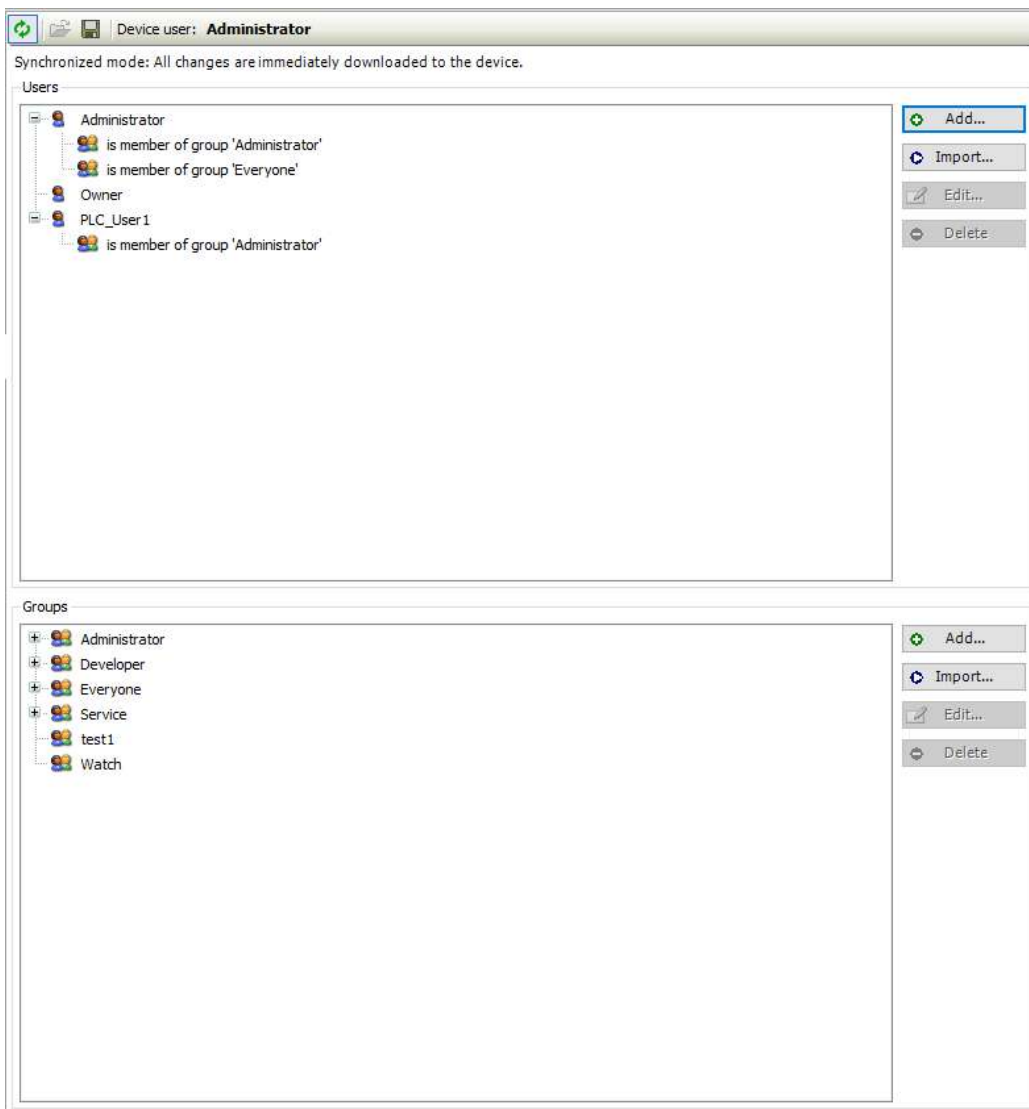 Device user: Administrator
Synchronized mode: All changes are immediately downloaded to the device.
Users
Administrator
is member of group 'Administrator'
is member of group 'Everyone'
Owner
PLC_User1
is member of group 'Administrator'
Add...
Import...
Edit...
Delete
Groups
Administrator
Developer
Everyone
Service
test1
Watch
Add...
Import...
Edit...
Delete